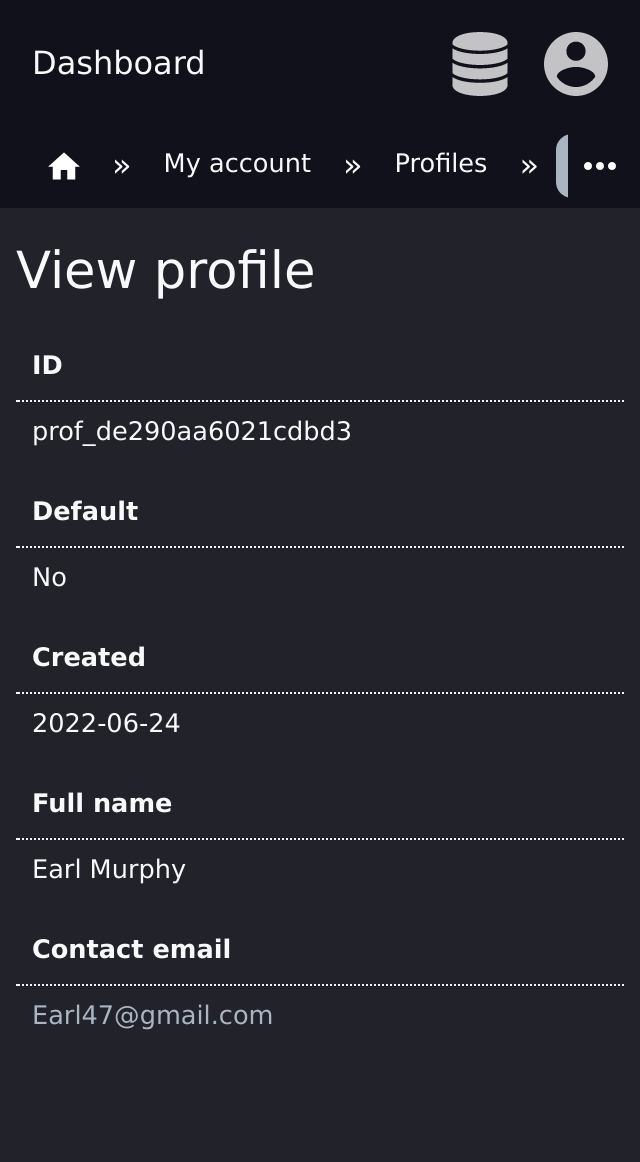 Dashboard
» My account » Profiles »
View profile
ID
prof_de290aa6021cdbd3
Default
No
Created
2022-06-24
Full name
Earl Murphy
Contact email
Earl47@gmail.com